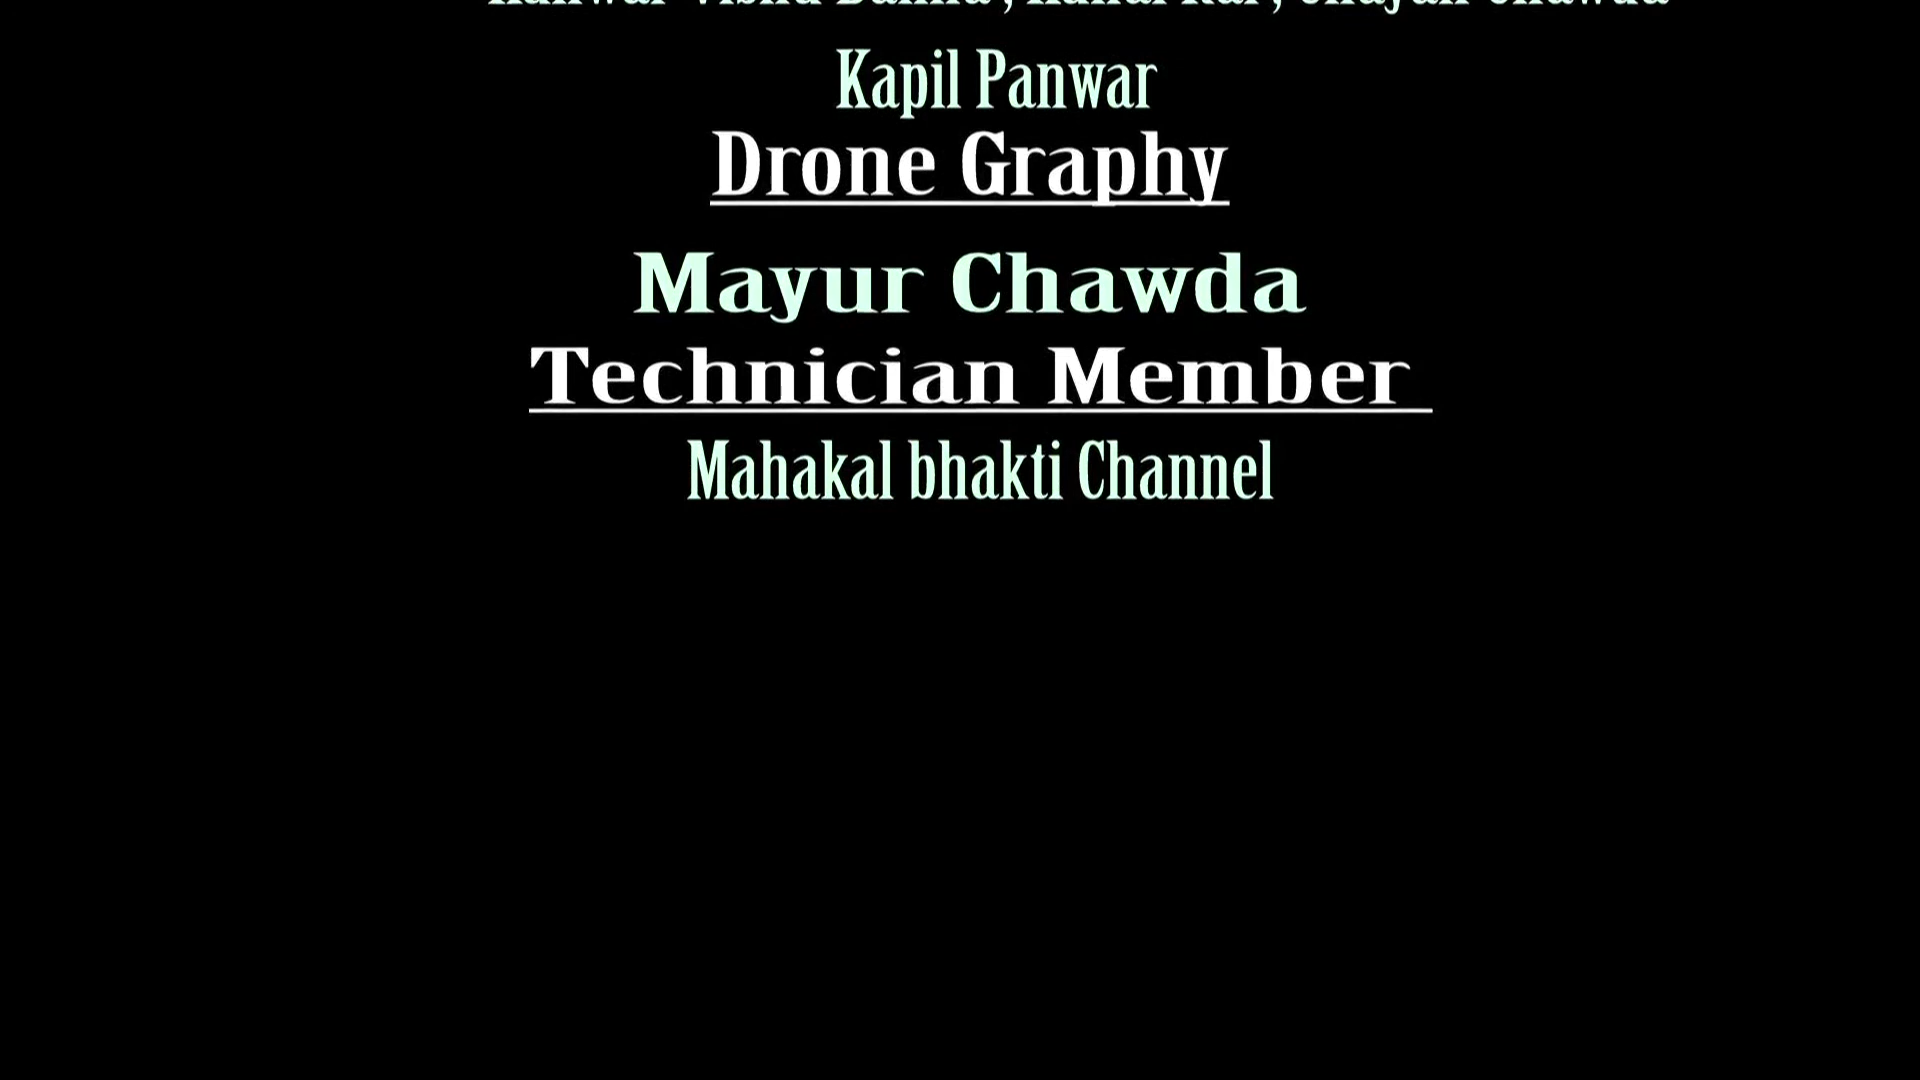 Kapil Panwar
Drone Graphy
Mayur Chawda
Technician Member
Mahakal bhakti Channel